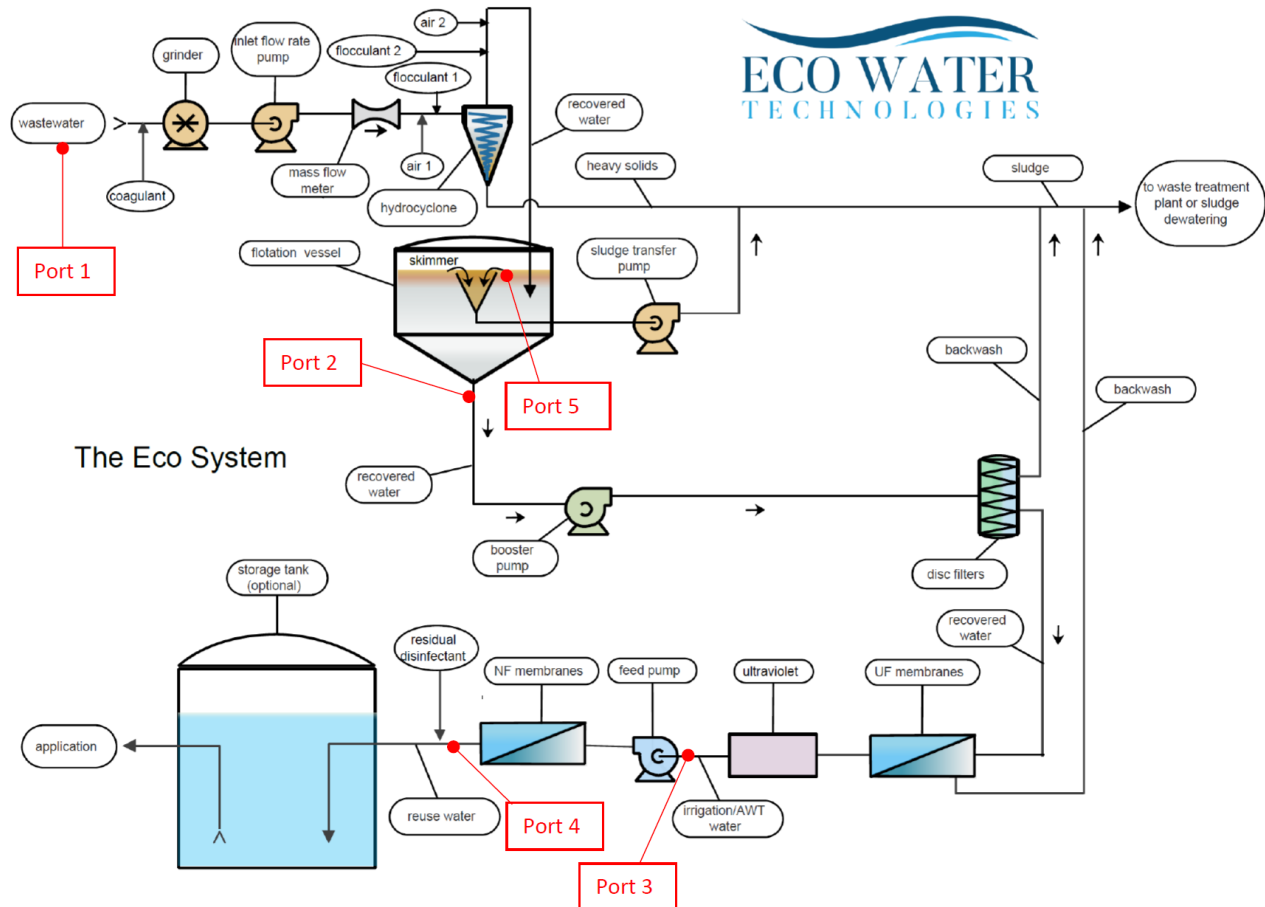 air 2
ECO WATER
TECHNOLOGIES
grinder
inlet flow rate
pump
flocculant 2
flocculant 1
wastewater
recovered
water
coagulant
mass flow
meter
air 1
hydrocyclone
heavy solids
sludge
to waste treatment
plant or sludge
dewatering
Port 1
flotation vessel
skimmer
sludge transfer
pump
Port 2
Port 5
backwash
backwash
The Eco System
recovered
water
booster
pump
disc filters
storage tank
(optional)
residual
disinfectant
NF membranes
feed pump
ultraviolet
UF membranes
recovered
water
application
reuse water
Port 4
irrigation/AWT
water
Port 3